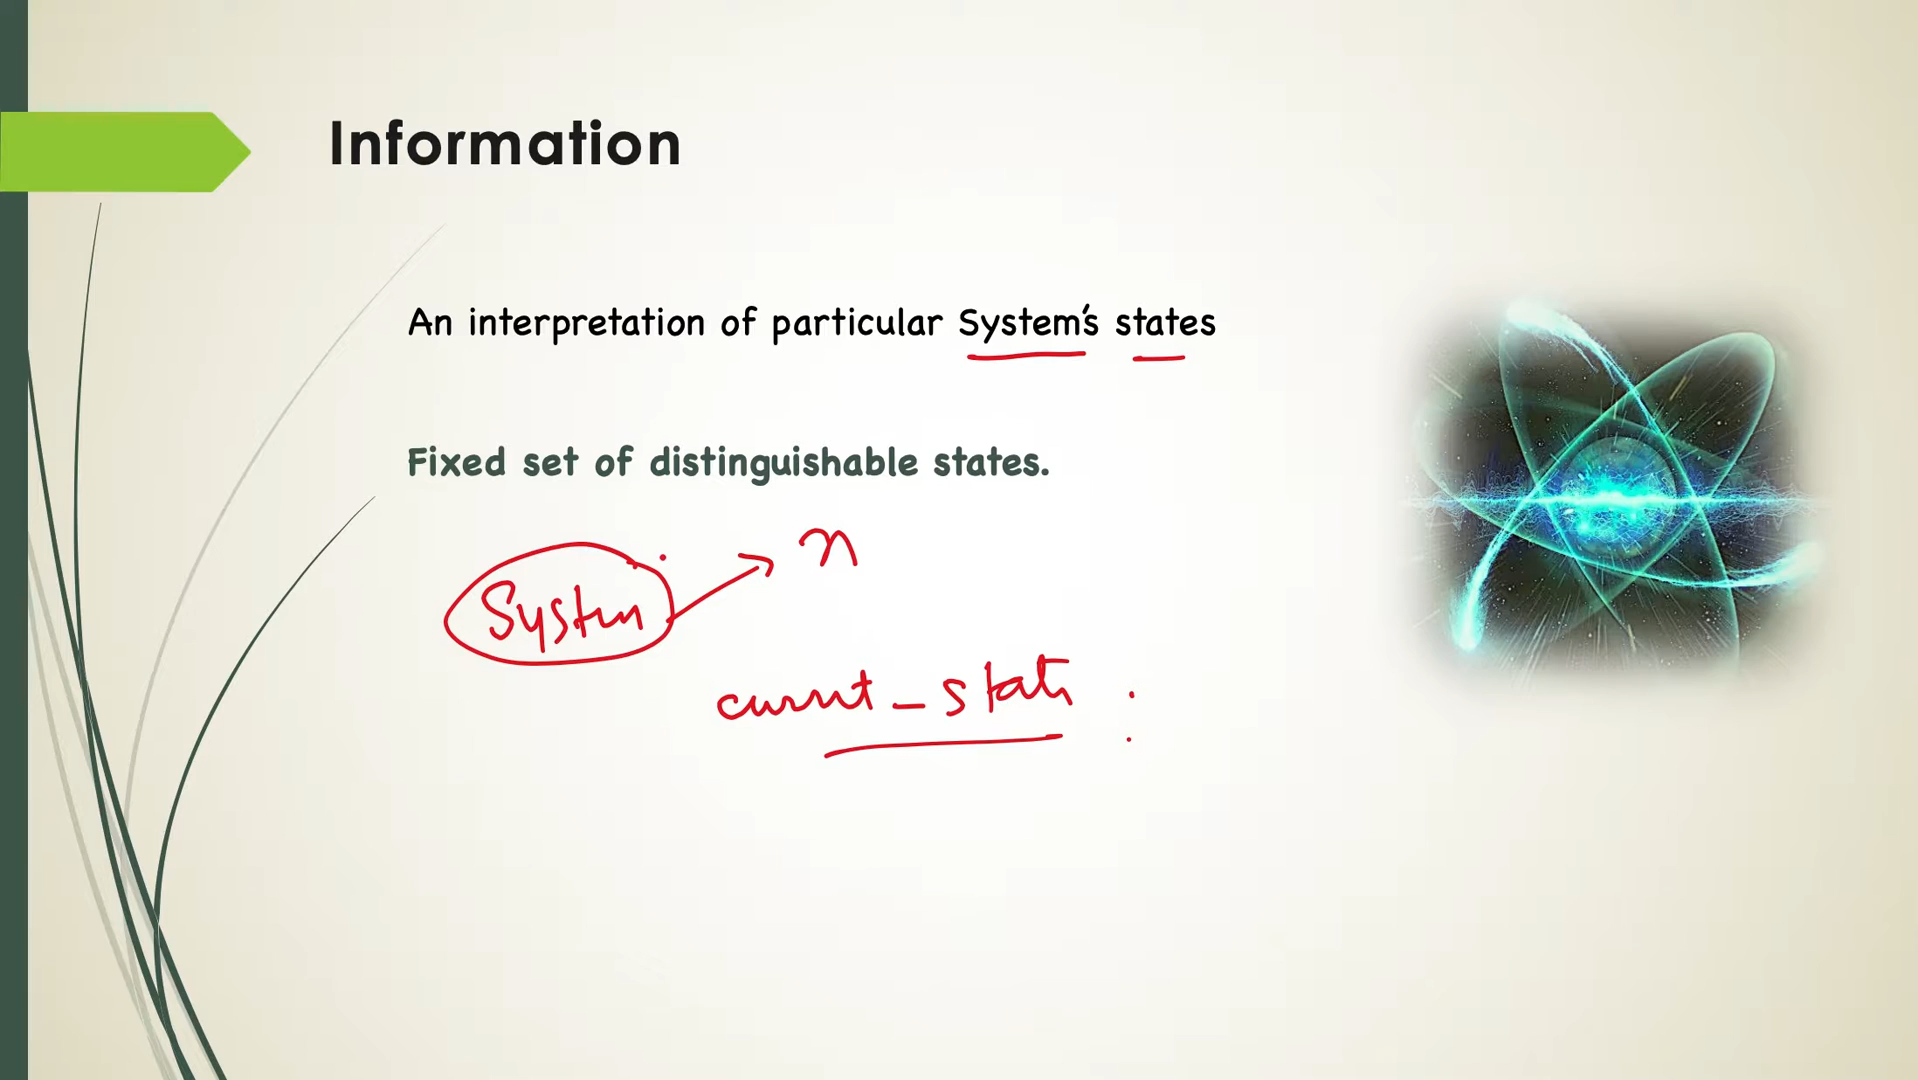 Information
An interpretation of particular System's states
Fixed set of distinguishable states.
System → n
current_state :